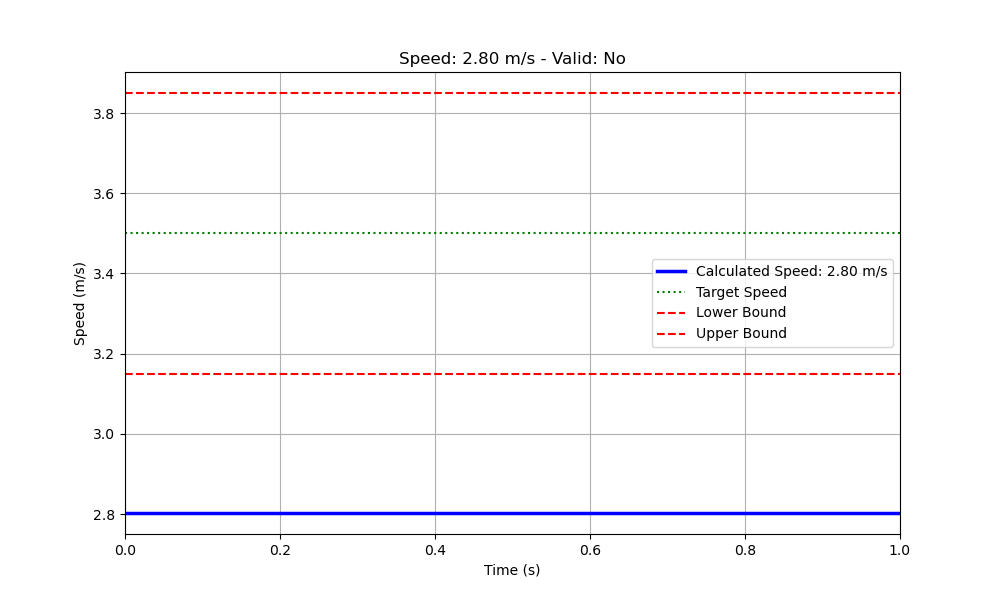 Speed: 2.80 m/s - Valid: No
3.8
3.6
3.4
3.2
3.0
2.8
Speed (m/s)
Calculated Speed: 2.80 m/s
Target Speed
Lower Bound
Upper Bound
0.0 0.2 0.4 0.6 0.8 1.0
Time (s)